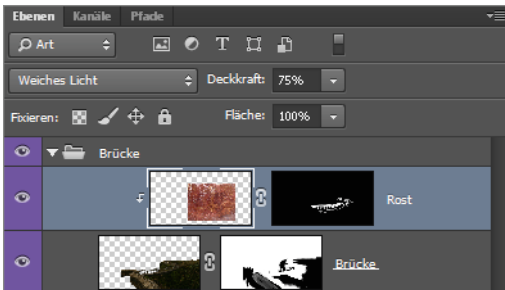 Ebenen Kanäle Pfade
Art T
Weiches Licht Deckkraft: 75%
Fixieren: Fläche: 100%
Brücke
Rost
Brücke